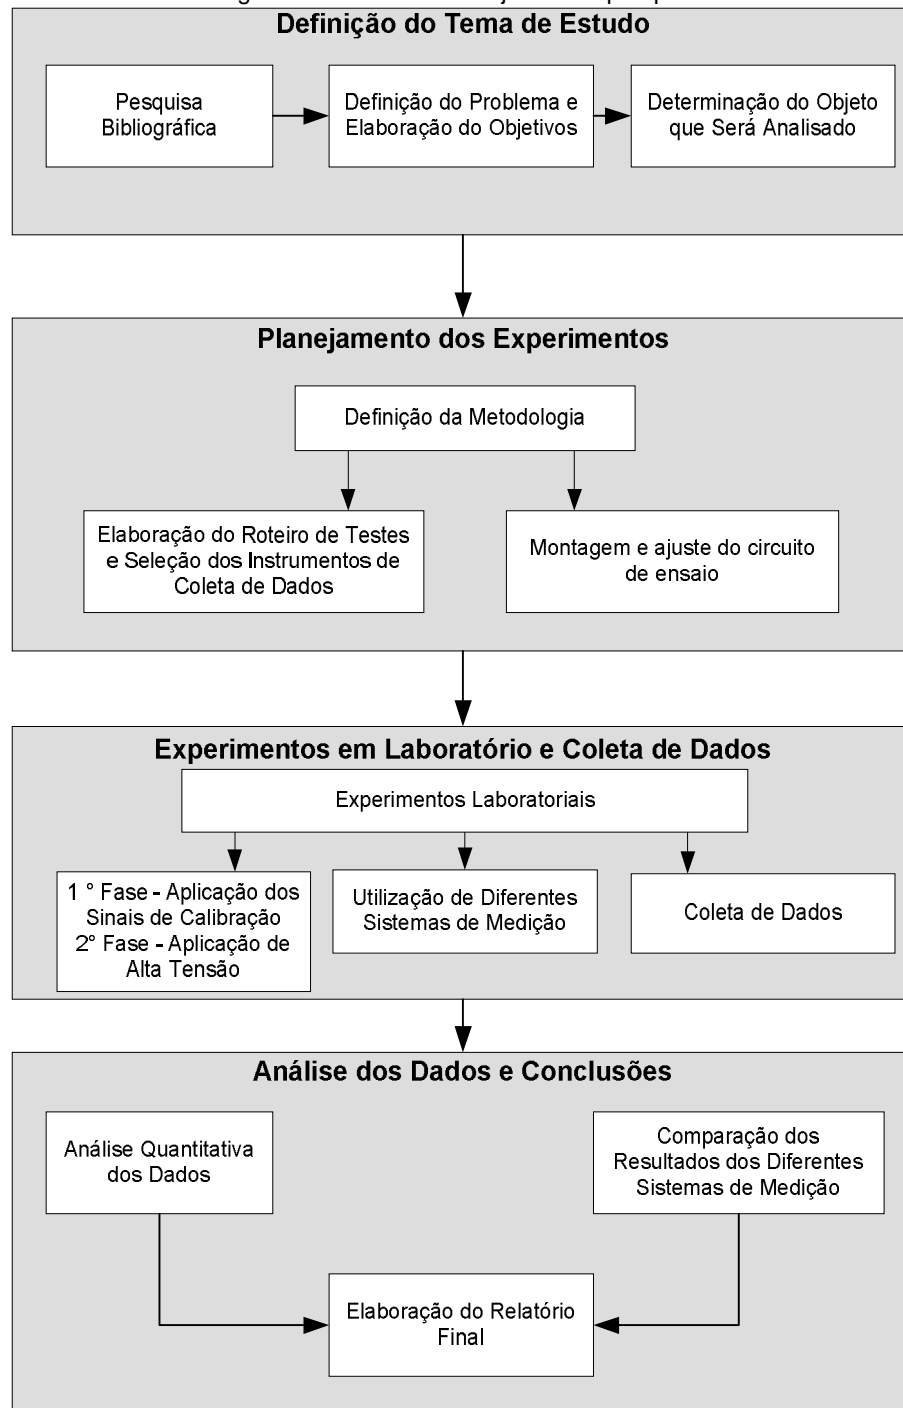 Definição do Tema de Estudo
Pesquisa
Bibliográfica
Definição do Problema e
Elaboração do Objetivos
Determinação do Objeto
que Será Analisado
Planejamento dos Experimentos
Definição da Metodologia
Elaboração do Roteiro de Testes
e Seleção dos Instrumentos de
Coleta de Dados
Montagem e ajuste do circuito
de ensaio
Experimentos em Laboratório e Coleta de Dados
Experimentos Laboratoriais
1 ° Fase - Aplicação dos
Sinais de Calibração
2° Fase - Aplicação de
Alta Tensão
Utilização de Diferentes
Sistemas de Medição
Coleta de Dados
Análise dos Dados e Conclusões
Análise Quantitativa
dos Dados
Comparação dos
Resultados dos Diferentes
Sistemas de Medição
Elaboração do Relatório
Final